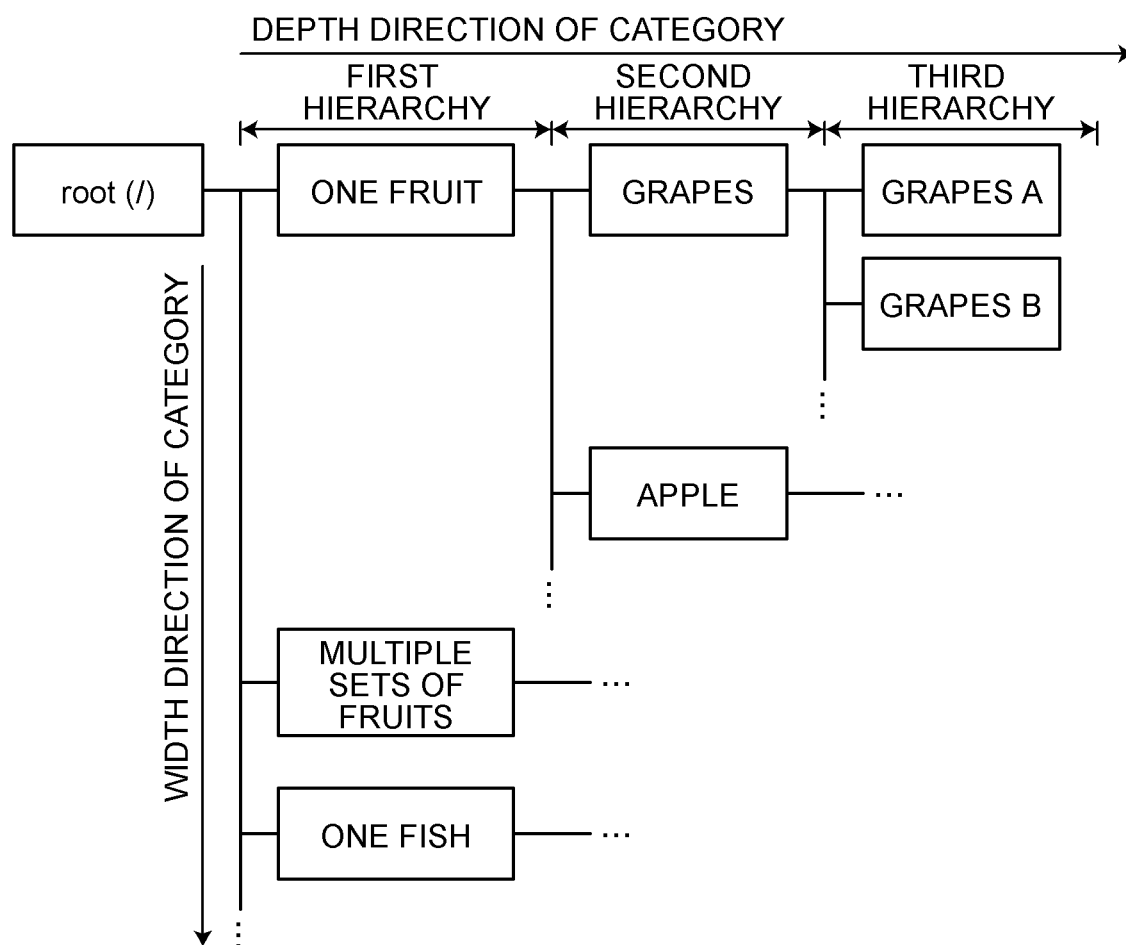 DEPTH DIRECTION OF CATEGORY
FIRST
HIERARCHY
SECOND
HIERARCHY
THIRD
HIERARCHY
root (/)
ONE FRUIT
GRAPES
GRAPES A
GRAPES B
WIDTH DIRECTION OF CATEGORY
APPLE
MULTIPLE
SETS OF
FRUITS
ONE FISH